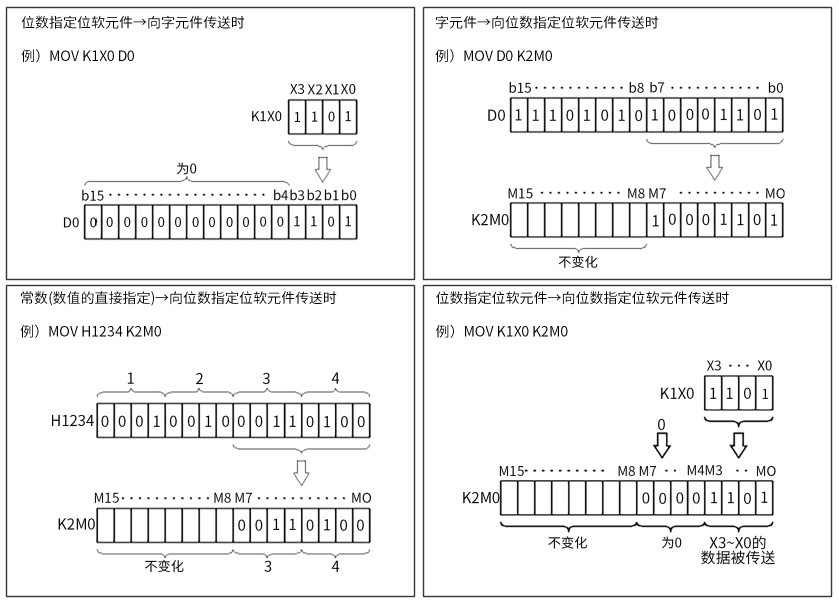 位数指定位软元件→向字元件传送时
例）MOV K1X0 D0
X3 X2 X1 X0
K1X0 1 1 0 1
为0
b15 · · · · · · · · · · · · · · · · · b4 b3 b2 b1 b0
D0 0 0 0 0 0 0 0 0 0 0 0 0 1 1 0 1
字元件→向位数指定位软元件传送时
例）MOV D0 K2M0
b15 · · · · · · · · · · · b8 b7 · · · · · · · · · · · b0
D0 1 1 1 0 1 0 1 0 1 0 0 0 1 1 0 1
M15 · · · · · · · · · · M8 M7 · · · · · · · · · · MO
K2M0 1 0 0 0 1 1 0 1
不变化
常数(数值的直接指定)→向位数指定位软元件传送时
例）MOV H1234 K2M0
1 2 3 4
H1234 0 0 0 1 0 0 1 0 0 0 1 1 0 1 0 0
M15 · · · · · · · · · · · M8 M7 · · · · · · · · · · · MO
K2M0 0 0 1 1 0 1 0 0
不变化 3 4
位数指定位软元件→向位数指定位软元件传送时
例）MOV K1X0 K2M0
X3 · · · X0
K1X0 1 1 0 1
0
M15 · · · · · · · · · · M8 M7 · · M4 M3 · · MO
K2M0 0 0 0 0 1 1 0 1
不变化 为0 X3~X0的
数据被传送